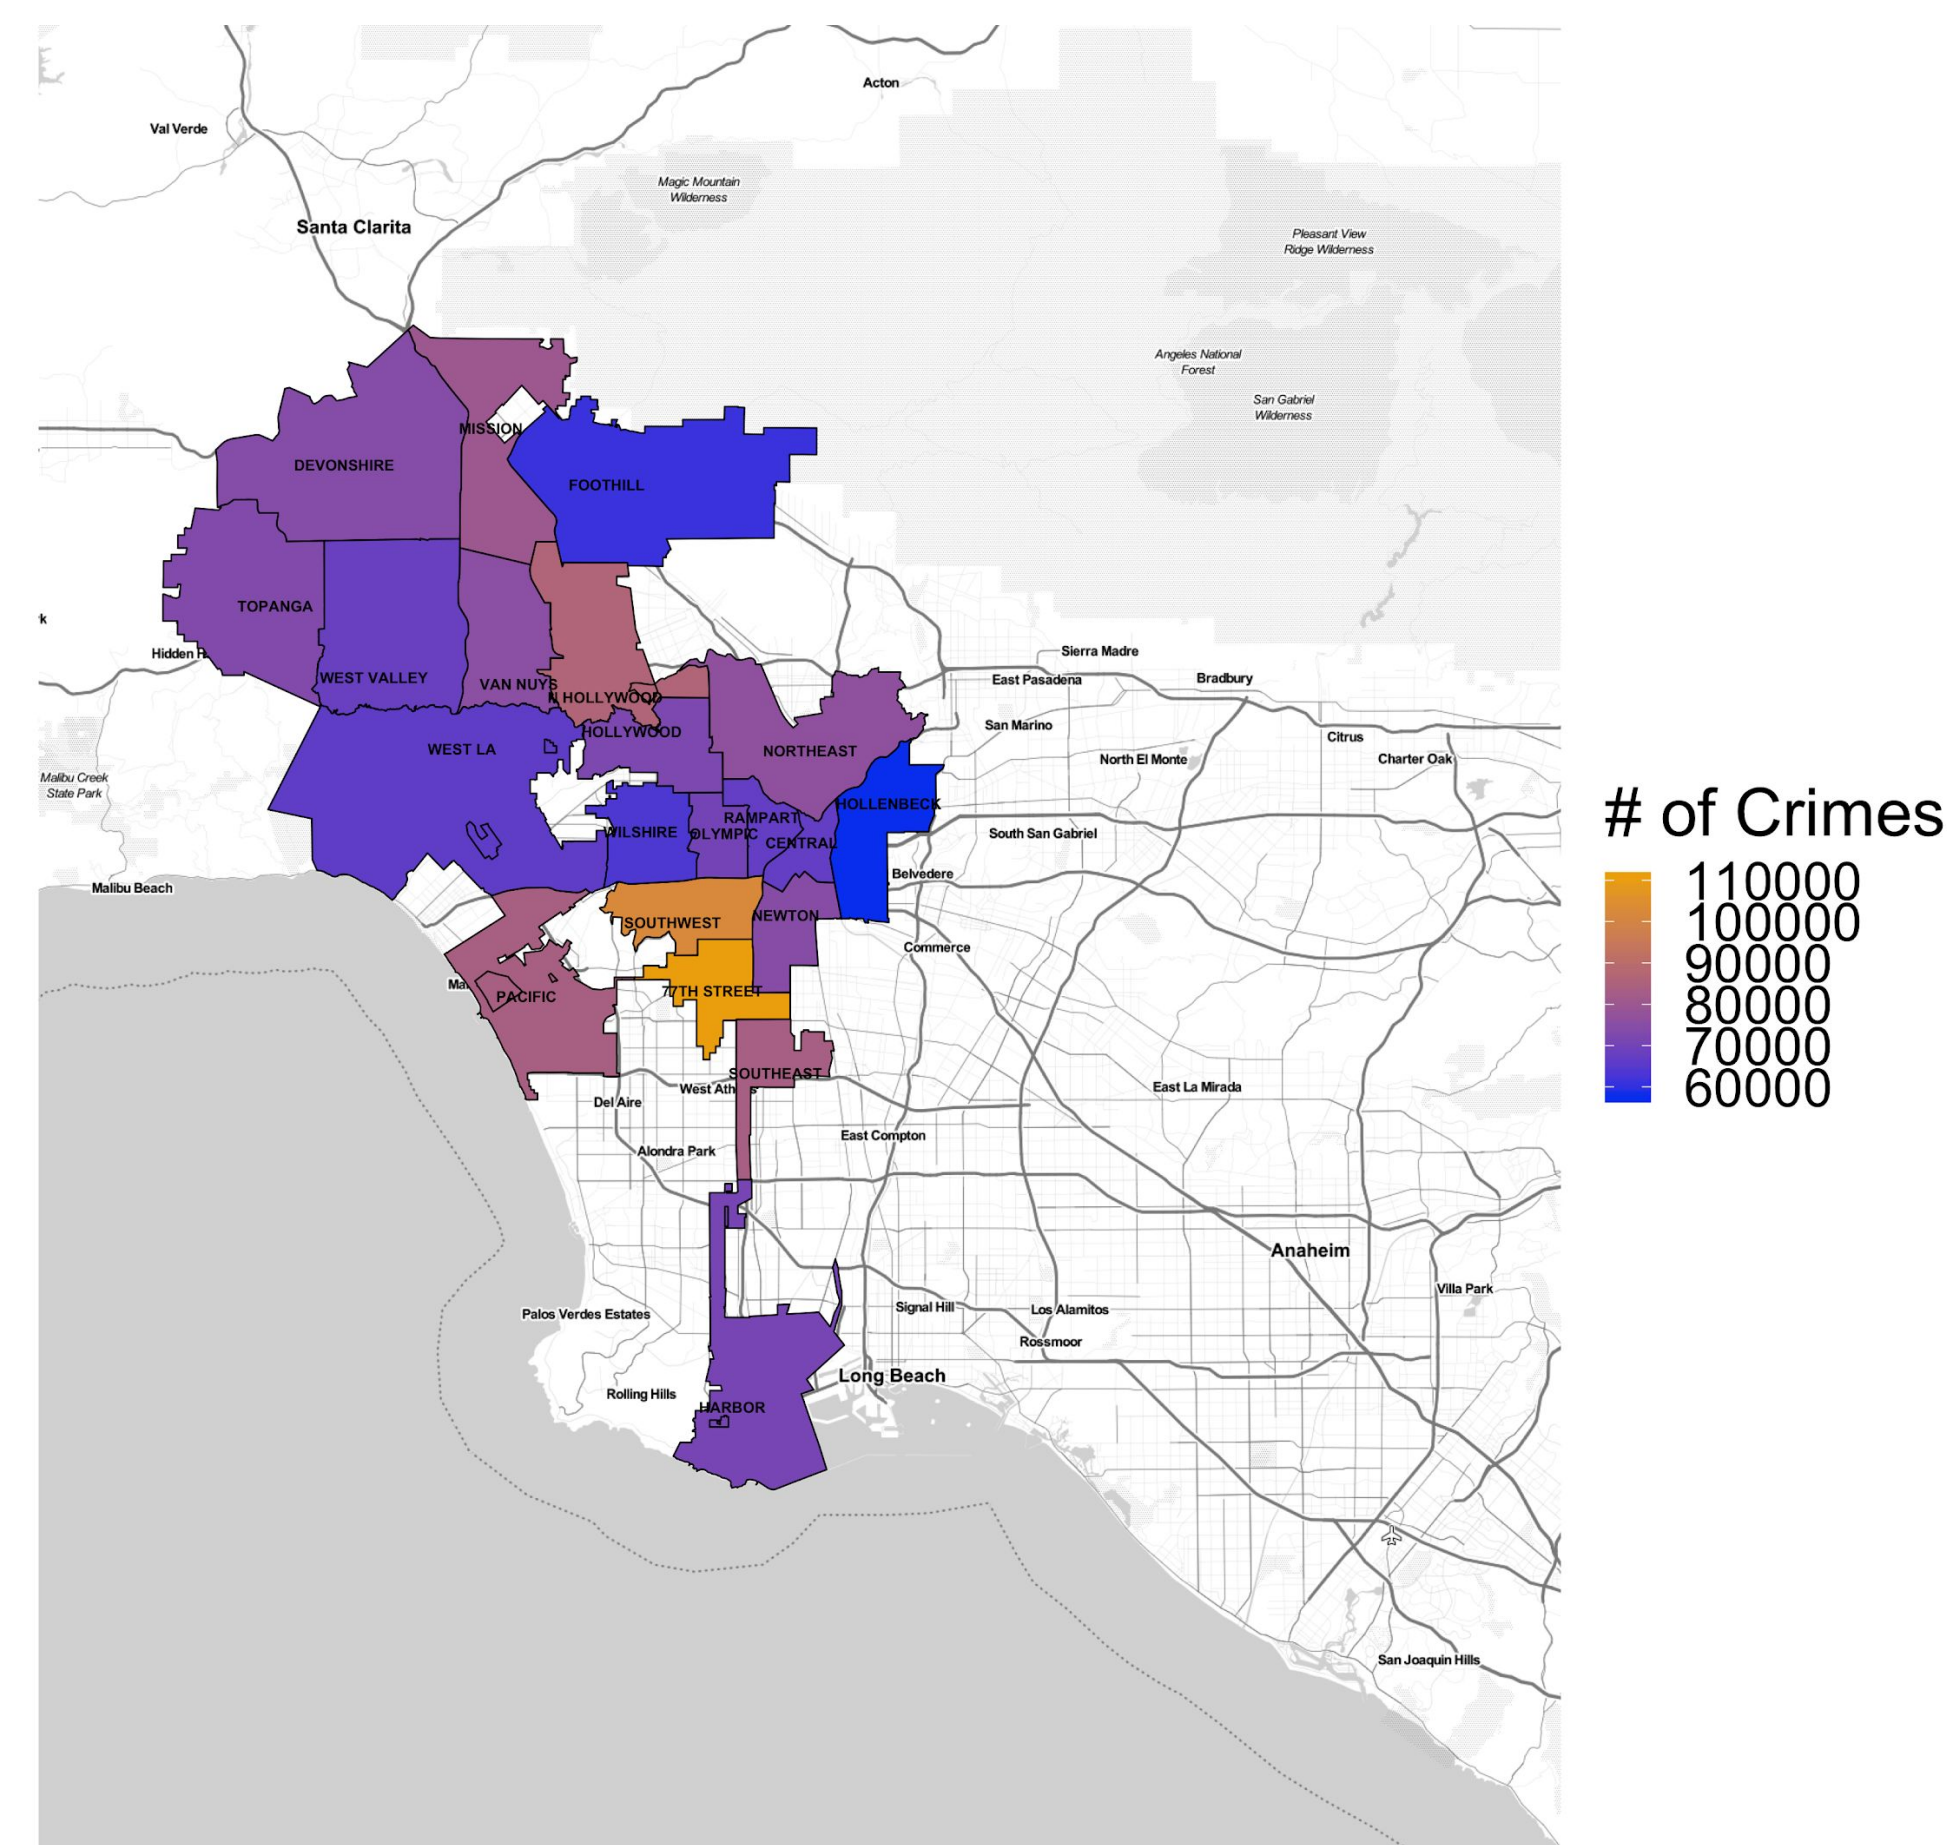 Acton
Val Verde
Magic Mountain
Wilderness
Santa Clarita
Pleasant View
Ridge Wilderness
Angeles National
Forest
San Gabriel
Wilderness
MISSION
DEVONSHIRE
FOOTHILL
TOPANGA
Hidden H
Sierra Madre
WEST VALLEY
VAN NUYS
East Pasadena
Bradbury
N HOLLYWOOD
San Marino
HOLLYWOOD
Citrus
WEST LA
NORTHEAST
North El Monte
Charter Oak
Malibu Creek
State Park
HOLLENBECK
# of Crimes
RAMPART
WILSHIRE
OLYMPIC
South San Gabriel
CENTRAL
Belvedere
Malibu Beach
110000
100000
90000
80000
70000
60000
NEWTON
SOUTHWEST
Commerce
77TH STREET
PACIFIC
SOUTHEAST
East La Mirada
Del Aire
East Compton
Alondra Park
Anaheim
Villa Park
Signal Hill
Los Alamitos
Palos Verdes Estates
Rossmoor
Long Beach
Rolling Hills
HARBOR
San Joaquin Hills